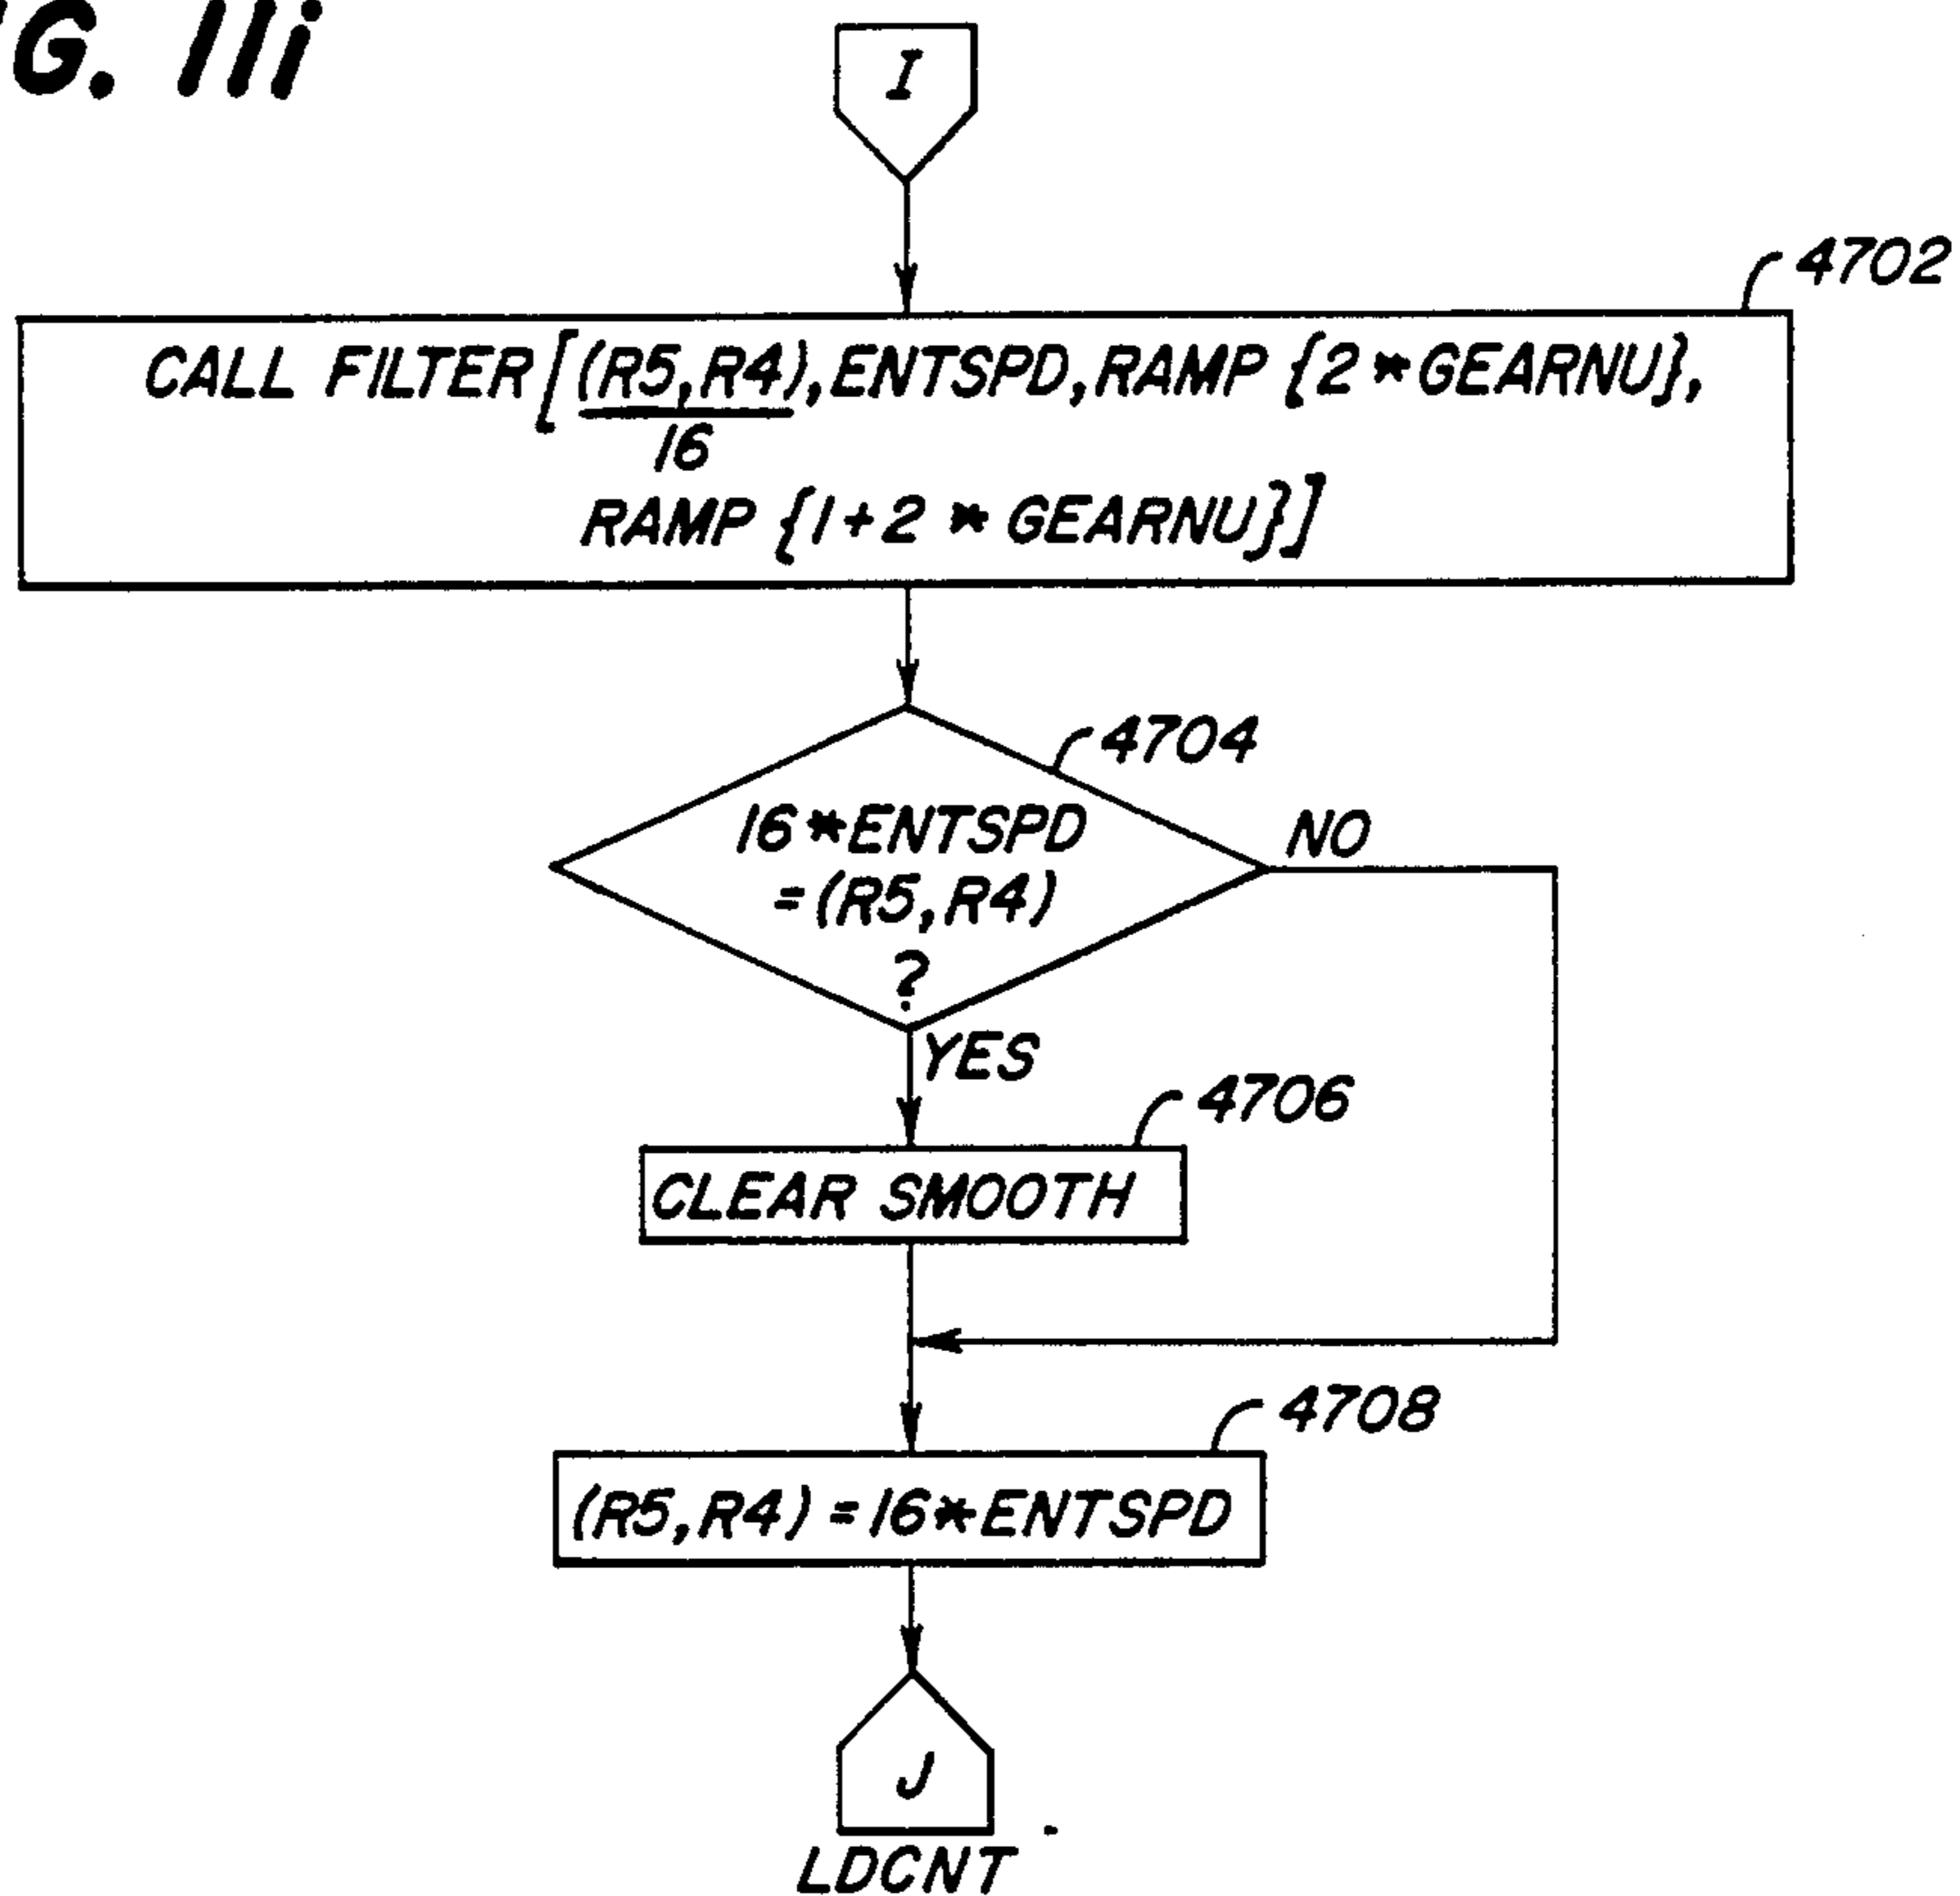 G. 11i
I
4702
CALL FILTER[(R5,R4),ENTSPD,RAMP {2*GEARNU},
16
RAMP {1+2 * GEARNU}]
4704
16*ENTSPD
=(R5,R4)
?
NO
YES
4706
CLEAR SMOOTH
4708
(R5,R4)=16*ENTSPD
J
LDCNT